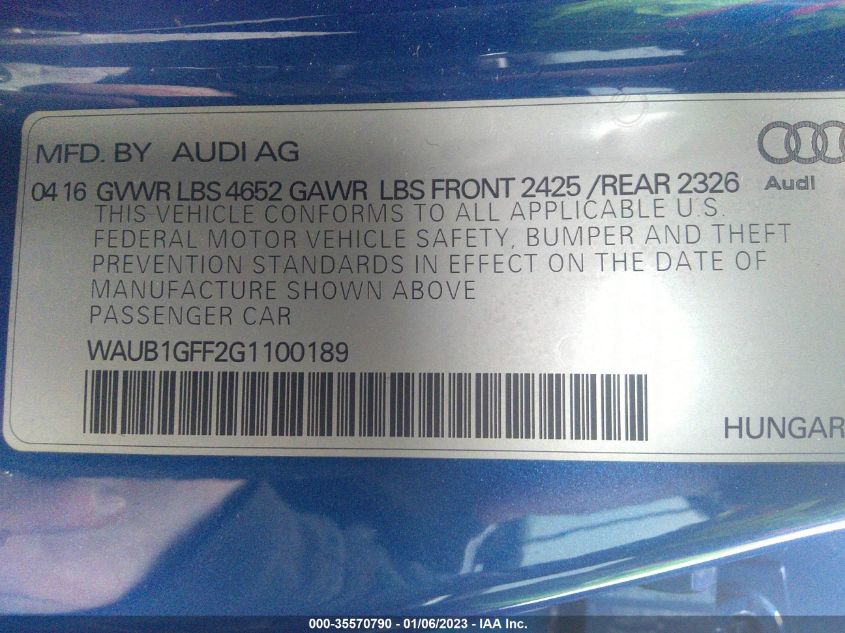 MFD. BY AUDI AG
04 16 GVWR LBS 4652 GAWR LBS FRONT 2425 /REAR 2326
Audi
THIS VEHICLE CONFORMS TO ALL APPLICABLE U.S.
FEDERAL MOTOR VEHICLE SAFETY, BUMPER AND THEFT
PREVENTION STANDARDS IN EFFECT ON THE DATE OF
MANUFACTURE SHOWN ABOVE
PASSENGER CAR
WAUB1GFF2G1100189
HUNGAR
000-35570790 - 01/06/2023 - IAA Inc.